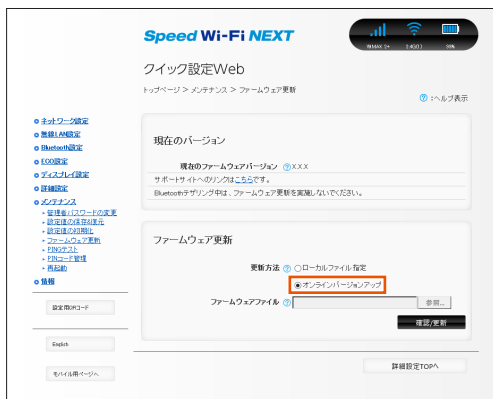 Speed Wi-Fi NEXT
WiMAX 2+
2.4G(0)
クイック設定Web
トップページ > メンテナンス > ファームウェア更新
:ヘルプ表示
ネットワーク設定
無線LAN設定
Bluetooth設定
ECO設定
ディスプレイ設定
詳細設定
メンテナンス
管理者パスワードの変更
設定値の保存&復元
設定値の初期化
ファームウェア更新
PINGテスト
PINコード管理
再起動
情報
設定用QRコード
English
モバイル用ページへ
現在のバージョン
現在のファームウェアバージョン ?XXX
サポートサイトへのリンクはこちらです。
Bluetoothテザリング中は、ファームウェア更新を実施しないでください。
ファームウェア更新
更新方法 ? ローカルファイル指定
オンラインバージョンアップ
ファームウェアファイル ? 参照...
確認/更新
詳細設定TOPへ